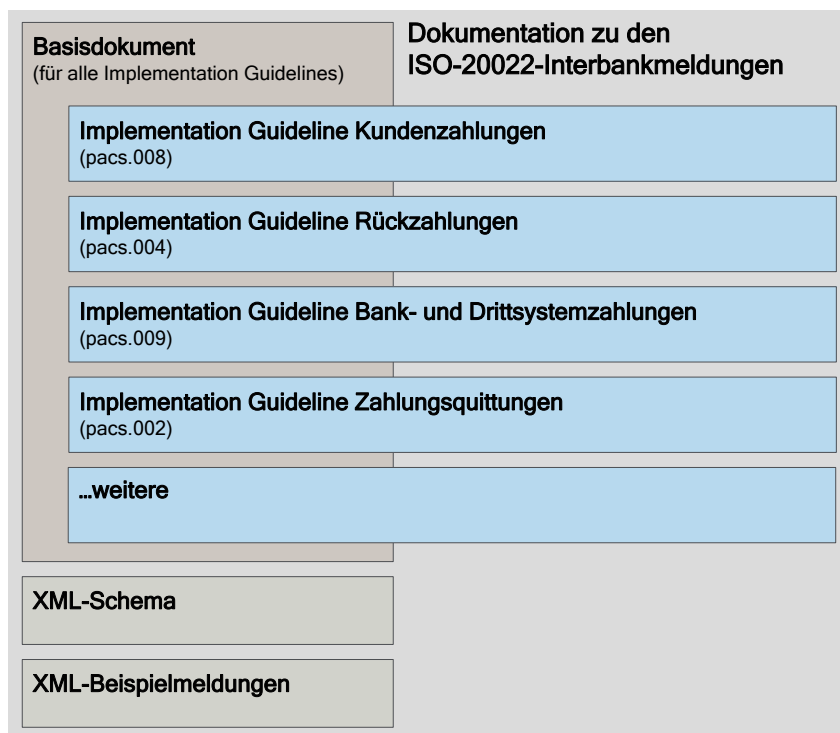 Basisdokument
(für alle Implementation Guidelines)
Dokumentation zu den
ISO-20022-Interbankmeldungen
Implementation Guideline Kundenzahlungen
(pacs.008)
Implementation Guideline Rückzahlungen
(pacs.004)
Implementation Guideline Bank- und Drittsystemzahlungen
(pacs.009)
Implementation Guideline Zahlungsquittungen
(pacs.002)
...weitere
XML-Schema
XML-Beispielmeldungen